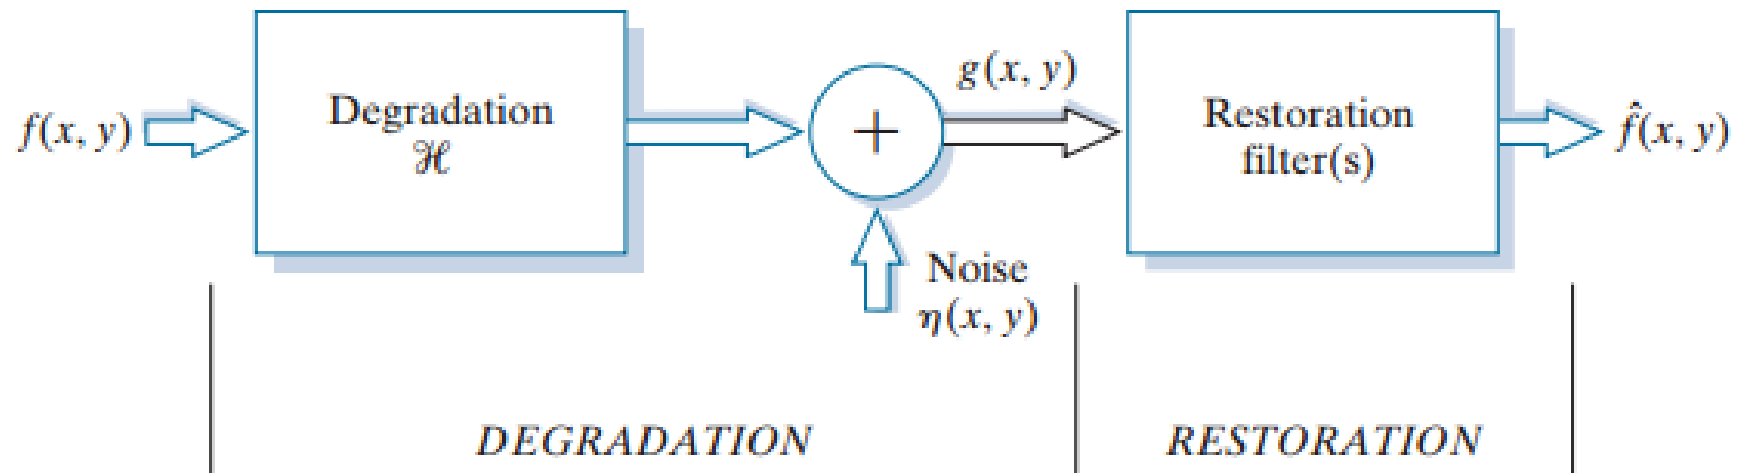 f(x, y)
Degradation
ℋ
+
g(x, y)
Noise
η(x, y)
Restoration
filter(s)
f̂(x, y)
DEGRADATION
RESTORATION